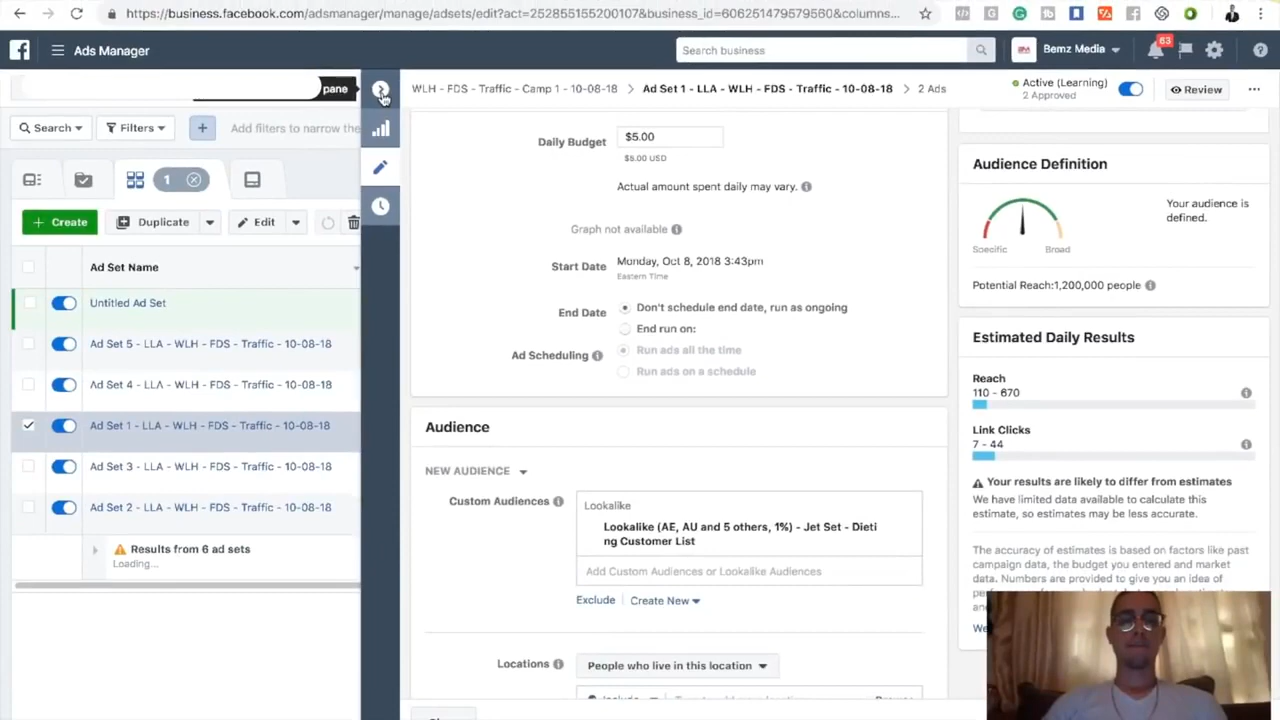 https://business.facebook.com/adsmanager/manage/adsets/edit?act=252855155200107&business_id=606251479579560&columns...
Ads Manager
Search business
Bemz Media
63
pane
WLH - FDS - Traffic - Camp 1 - 10-08-18 > Ad Set 1 - LLA - WLH - FDS - Traffic - 10-08-18 > 2 Ads
Active (Learning)
2 Approved
Review
Search
Filters
Add filters to narrow the
1
Create
Duplicate
Edit
Ad Set Name
Untitled Ad Set
Ad Set 5 - LLA - WLH - FDS - Traffic - 10-08-18
Ad Set 4 - LLA - WLH - FDS - Traffic - 10-08-18
Ad Set 1 - LLA - WLH - FDS - Traffic - 10-08-18
Ad Set 3 - LLA - WLH - FDS - Traffic - 10-08-18
Ad Set 2 - LLA - WLH - FDS - Traffic - 10-08-18
Results from 6 ad sets
Loading...
Daily Budget
$5.00
$5.00 USD
Actual amount spent daily may vary.
Graph not available
Start Date
Monday, Oct 8, 2018 3:43pm
Eastern Time
End Date
Don't schedule end date, run as ongoing
End run on:
Ad Scheduling
Run ads all the time
Run ads on a schedule
Audience
NEW AUDIENCE
Custom Audiences
Lookalike
Lookalike (AE, AU and 5 others, 1%) - Jet Set - Dieti
ng Customer List
Add Custom Audiences or Lookalike Audiences
Exclude
Create New
Locations
People who live in this location
Audience Definition
Your audience is
defined.
Specific
Broad
Potential Reach:1,200,000 people
Estimated Daily Results
Reach
110 - 670
Link Clicks
7 - 44
Your results are likely to differ from estimates
We have limited data available to calculate this
estimate, so estimates may be less accurate.
The accuracy of estimates is based on factors like past
campaign data, the budget you entered and market
data. Numbers are provided to give you an idea of